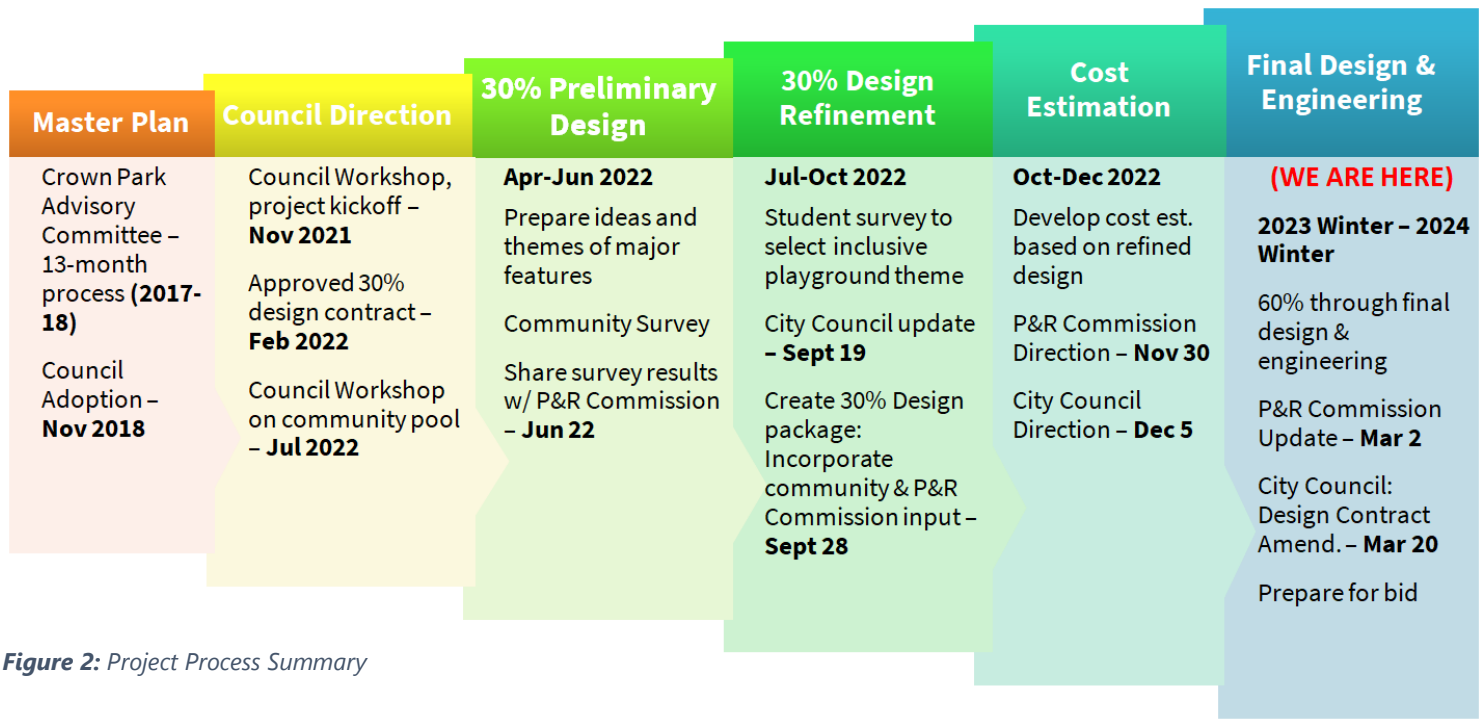 Master Plan
Crown Park
Advisory
Committee –
13-month
process (2017-
18)
Council
Adoption –
Nov 2018
Council Direction
Council Workshop,
project kickoff –
Nov 2021
Approved 30%
design contract –
Feb 2022
Council Workshop
on community pool
– Jul 2022
30% Preliminary
Design
Apr-Jun 2022
Prepare ideas and
themes of major
features
Community Survey
Share survey results
w/ P&R Commission
– Jun 22
30% Design
Refinement
Jul-Oct 2022
Student survey to
select inclusive
playground theme
City Council update
– Sept 19
Create 30% Design
package:
Incorporate
community & P&R
Commission input –
Sept 28
Cost
Estimation
Oct-Dec 2022
Develop cost est.
based on refined
design
P&R Commission
Direction – Nov 30
City Council
Direction – Dec 5
Final Design &
Engineering
(WE ARE HERE)
2023 Winter – 2024
Winter
60% through final
design &
engineering
P&R Commission
Update – Mar 2
City Council:
Design Contract
Amend. – Mar 20
Prepare for bid
Figure 2: Project Process Summary